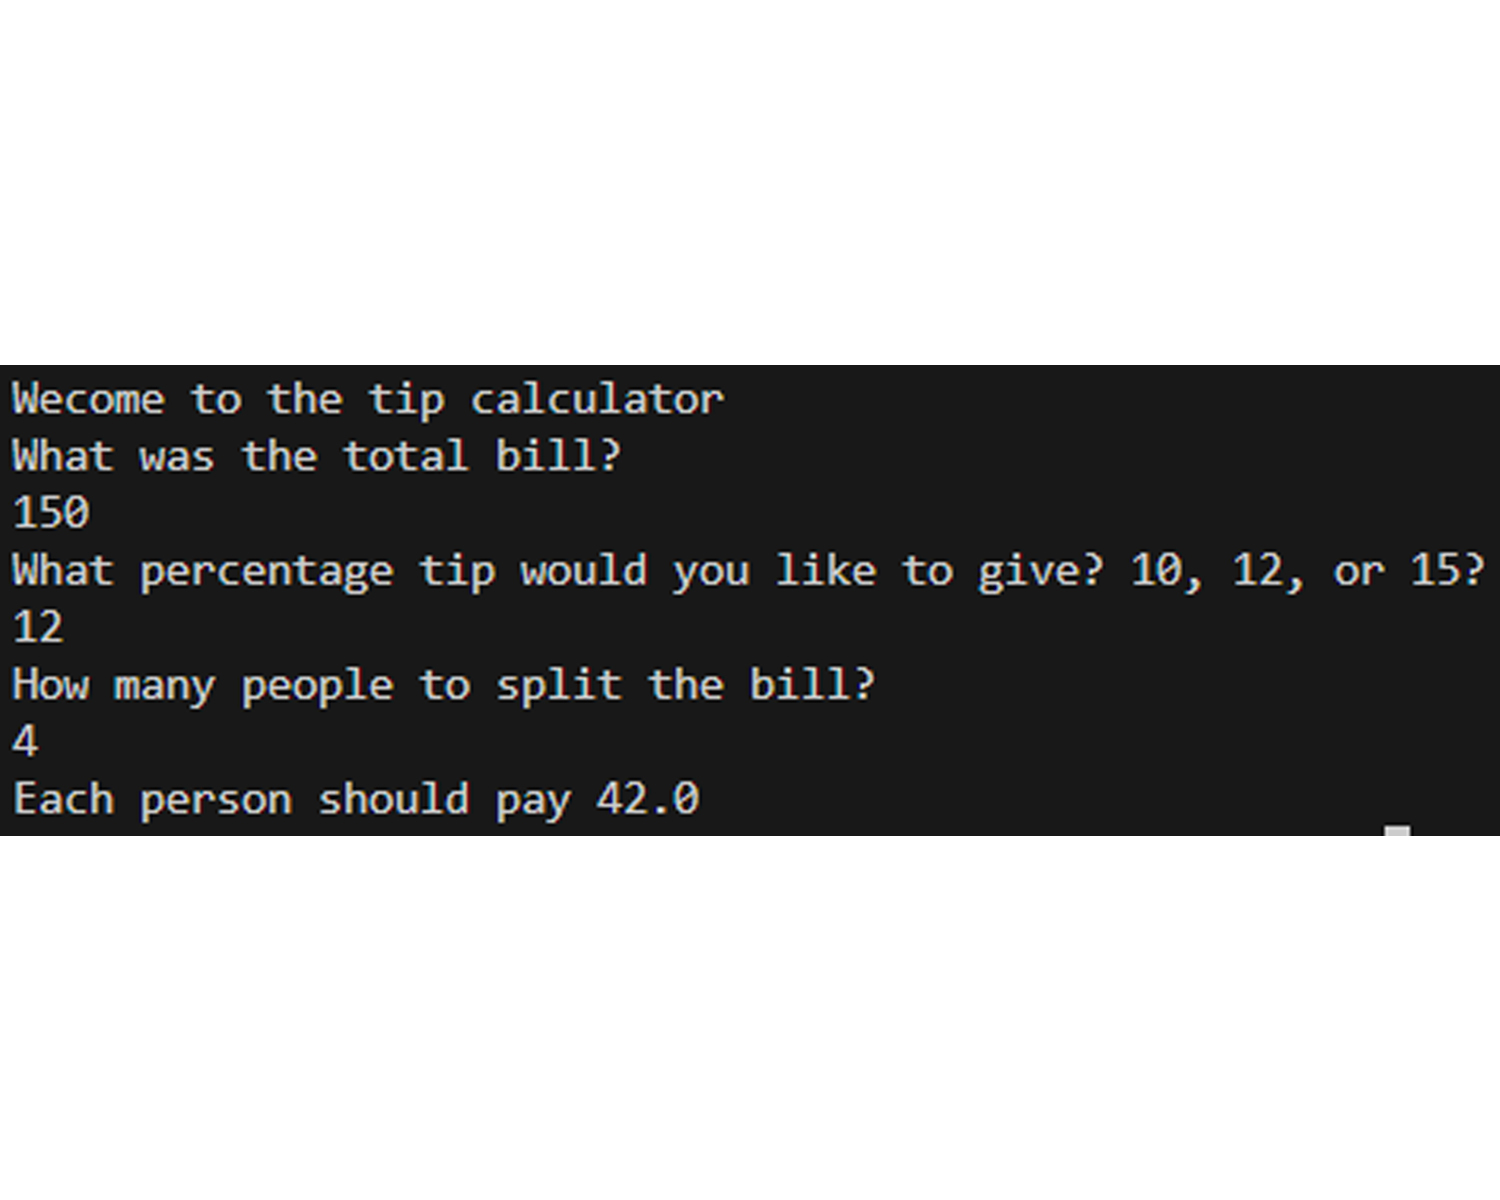 Wecome to the tip calculator
What was the total bill?
150
What percentage tip would you like to give? 10, 12, or 15?
12
How many people to split the bill?
4
Each person should pay 42.0